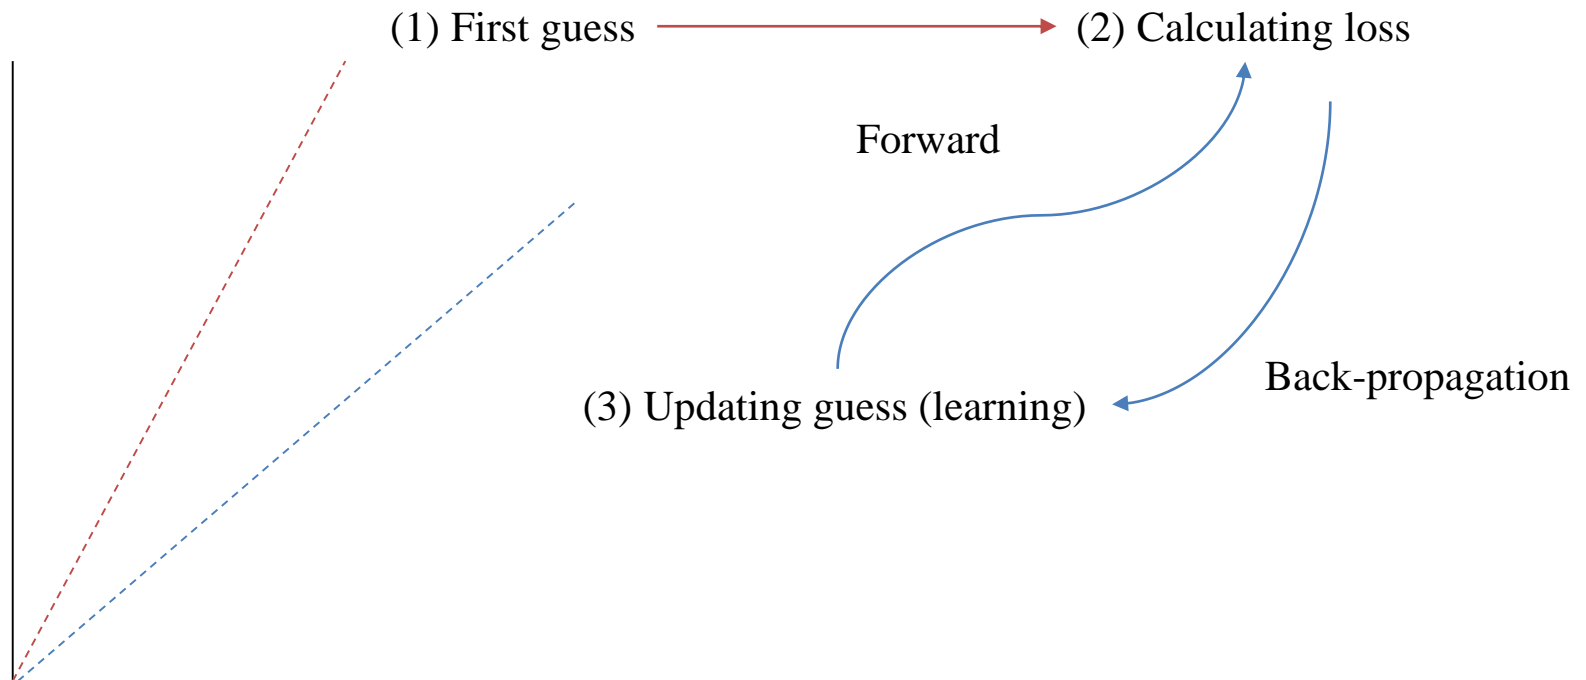 (1) First guess
(2) Calculating loss
Forward
Back-propagation
(3) Updating guess (learning)